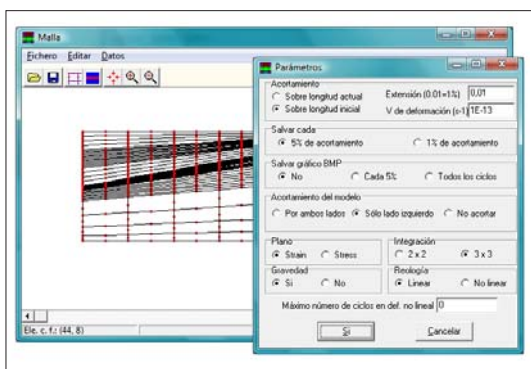 Malla
Fichero Editar Datos
Ele. c. f.: (44, 8)
Parámetros
Acortamiento
Sobre longitud actual
Sobre longitud inicial
Extensión (0.01=1%) 0,01
V de deformación (s-1) 1E-13
Salvar cada
5% de acortamiento 1% de acortamiento
Salvar gráfico BMP
No Cada 5% Todos los ciclos
Acortamiento del modelo
Por ambos lados Sólo lado izquierdo No acortar
Plano
Strain Stress
Integración
2 x 2 3 x 3
Gravedad
Si No
Reología
Linear No linear
Máximo número de ciclos en def. no lineal 0
Si Cancelar